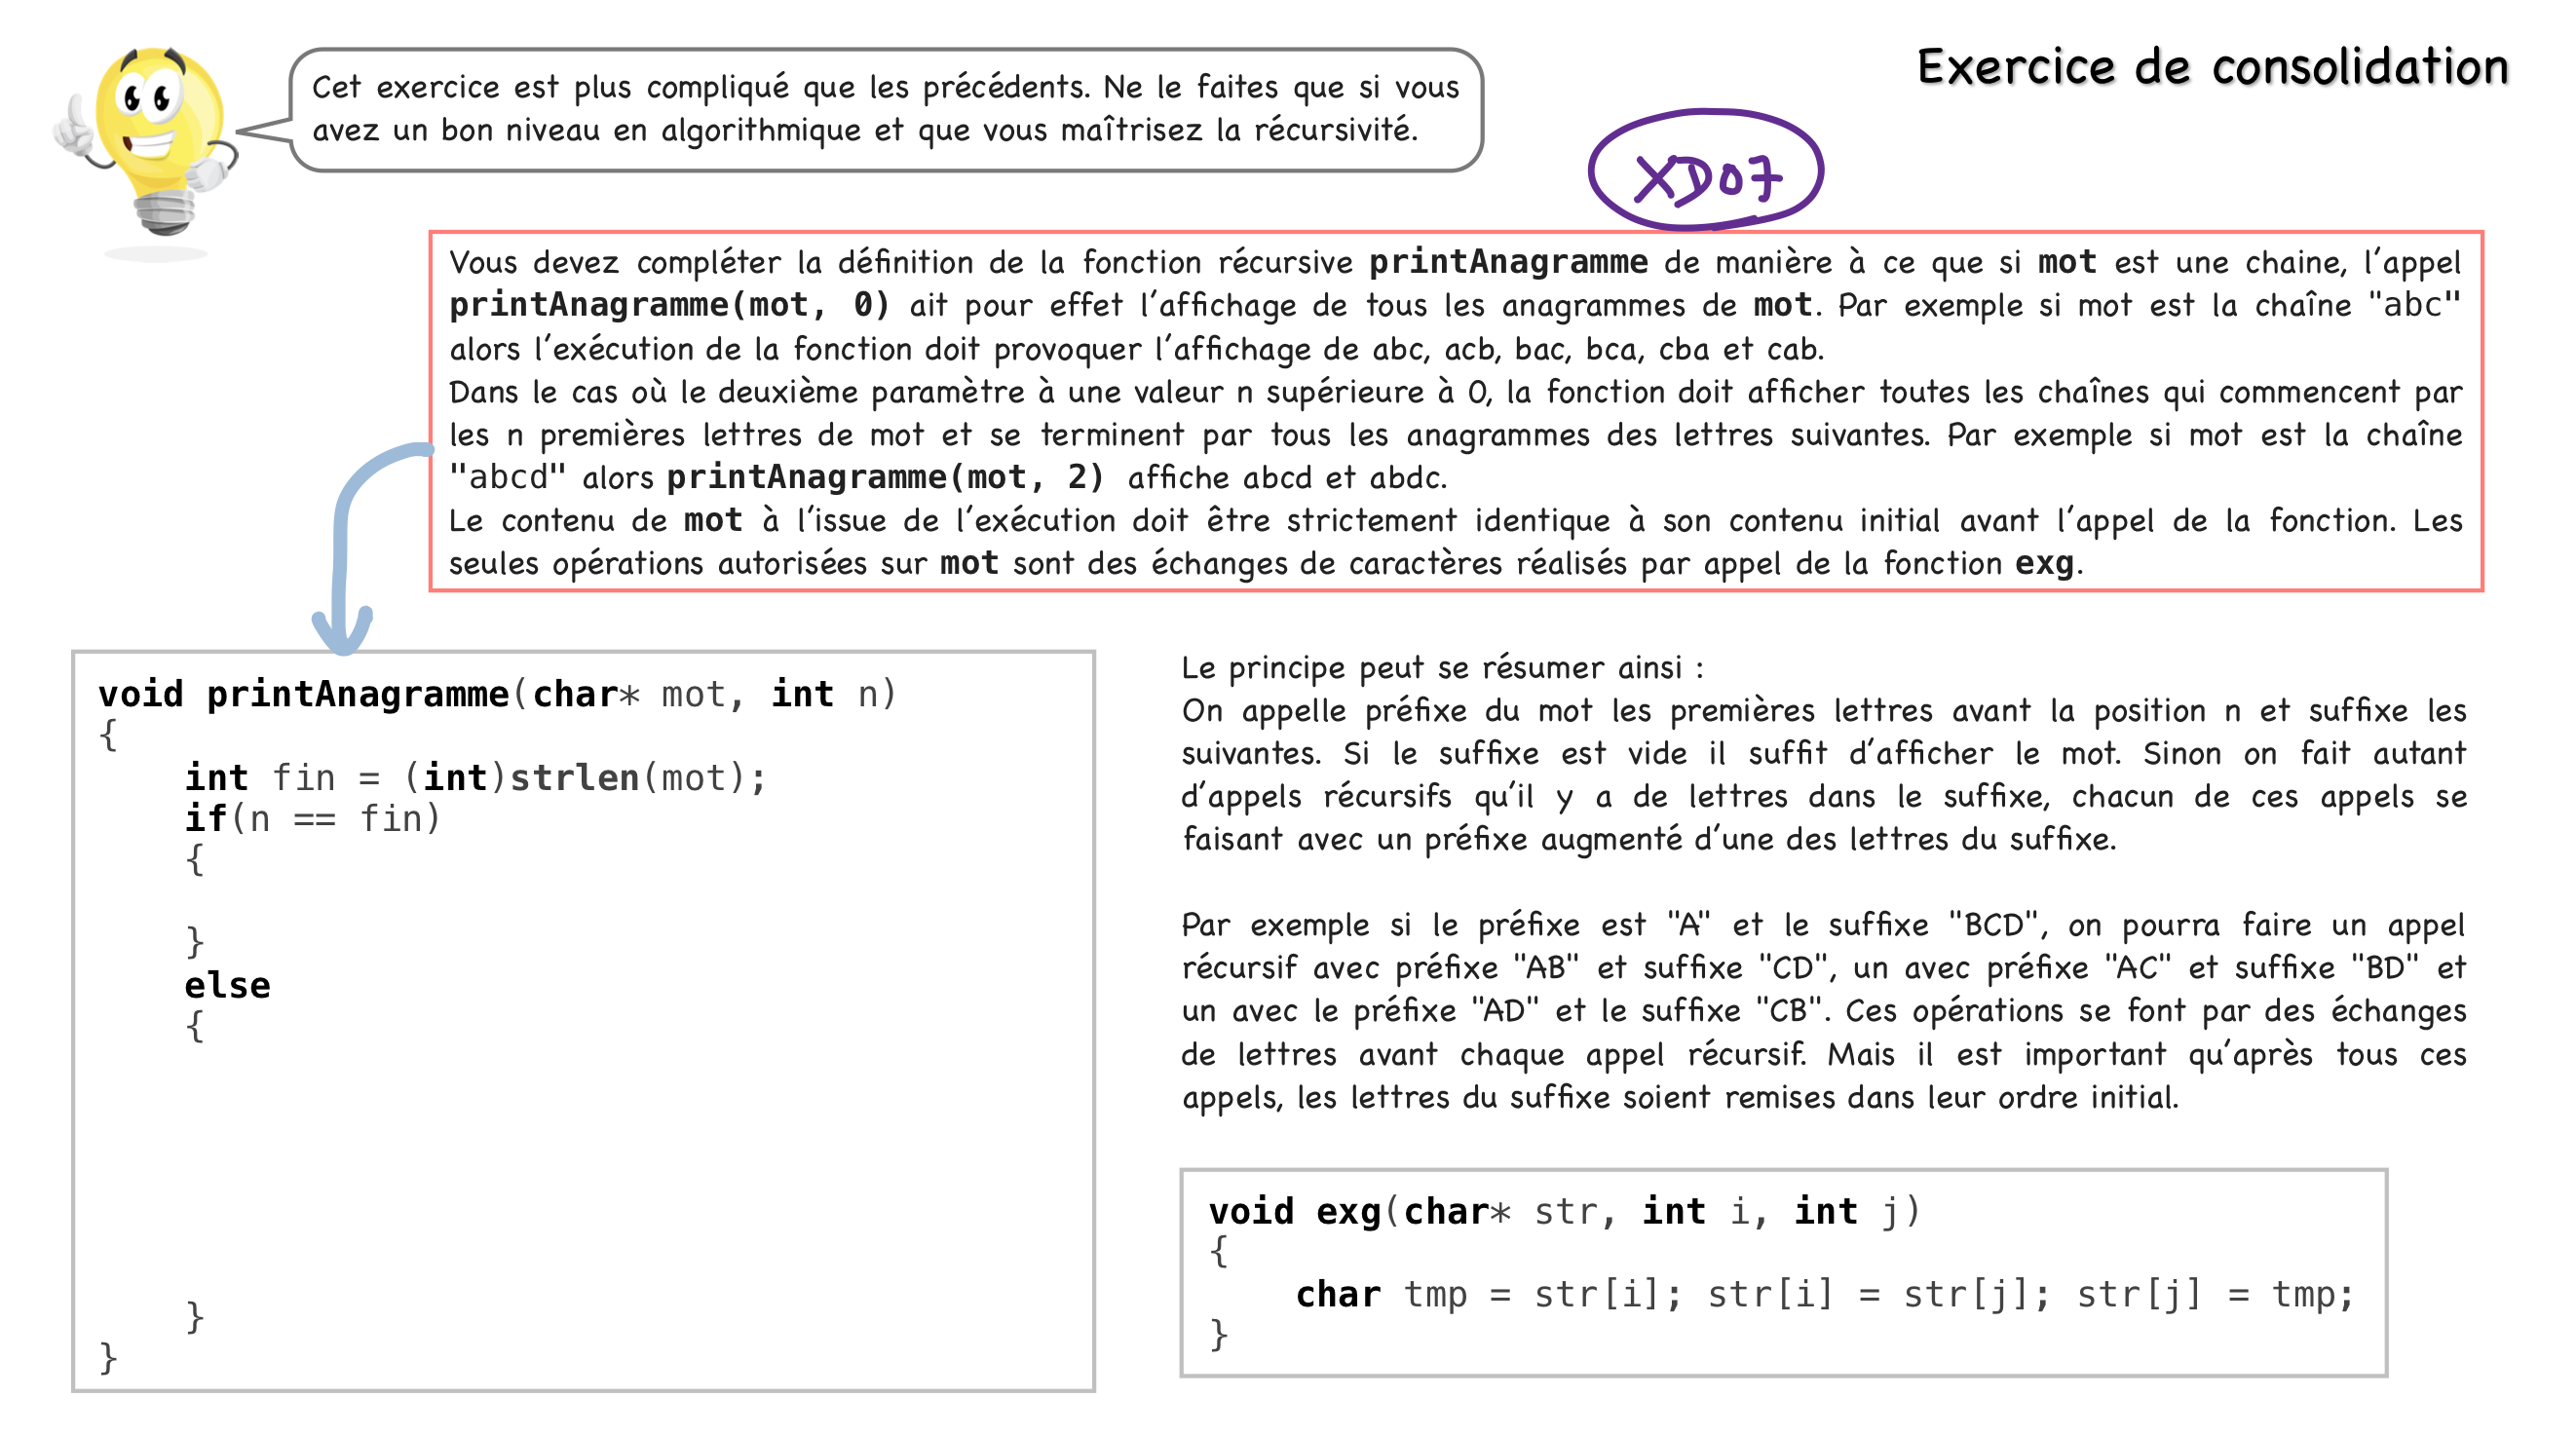 Exercice de consolidation
Cet exercice est plus compliqué que les précédents. Ne le faites que si vous
avez un bon niveau en algorithmique et que vous maîtrisez la récursivité.
XD07
Vous devez compléter la définition de la fonction récursive printAnagramme de manière à ce que si mot est une chaine, l'appel
printAnagramme(mot, 0) ait pour effet l'affichage de tous les anagrammes de mot. Par exemple si mot est la chaîne "abc"
alors l'exécution de la fonction doit provoquer l'affichage de abc, acb, bac, bca, cba et cab.
Dans le cas où le deuxième paramètre à une valeur n supérieure à 0, la fonction doit afficher toutes les chaînes qui commencent par
les n premières lettres de mot et se terminent par tous les anagrammes des lettres suivantes. Par exemple si mot est la chaîne
"abcd" alors printAnagramme(mot, 2) affiche abcd et abdc.
Le contenu de mot à l'issue de l'exécution doit être strictement identique à son contenu initial avant l'appel de la fonction. Les
seules opérations autorisées sur mot sont des échanges de caractères réalisés par appel de la fonction exg.
void printAnagramme(char* mot, int n)
{
    int fin = (int)strlen(mot);
    if(n == fin)
    {
    }
    else
    {
    }
}
Le principe peut se résumer ainsi :
On appelle préfixe du mot les premières lettres avant la position n et suffixe les
suivantes. Si le suffixe est vide il suffit d'afficher le mot. Sinon on fait autant
d'appels récursifs qu'il y a de lettres dans le suffixe, chacun de ces appels se
faisant avec un préfixe augmenté d'une des lettres du suffixe.
Par exemple si le préfixe est "A" et le suffixe "BCD", on pourra faire un appel
récursif avec préfixe "AB" et suffixe "CD", un avec préfixe "AC" et suffixe "BD" et
un avec le préfixe "AD" et le suffixe "CB". Ces opérations se font par des échanges
de lettres avant chaque appel récursif. Mais il est important qu'après tous ces
appels, les lettres du suffixe soient remises dans leur ordre initial.
void exg(char* str, int i, int j)
{
    char tmp = str[i]; str[i] = str[j]; str[j] = tmp;
}